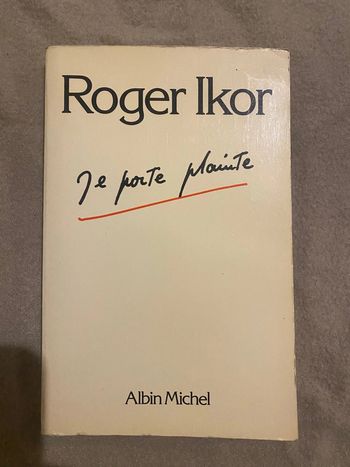 Roger Ikor
Je porte plainte
Albin Michel